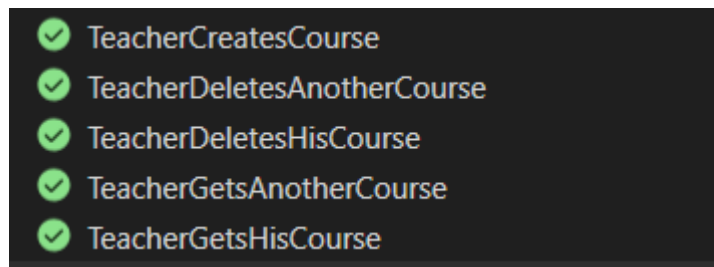 TeacherCreatesCourse
TeacherDeletesAnotherCourse
TeacherDeletesHisCourse
TeacherGetsAnotherCourse
TeacherGetsHisCourse